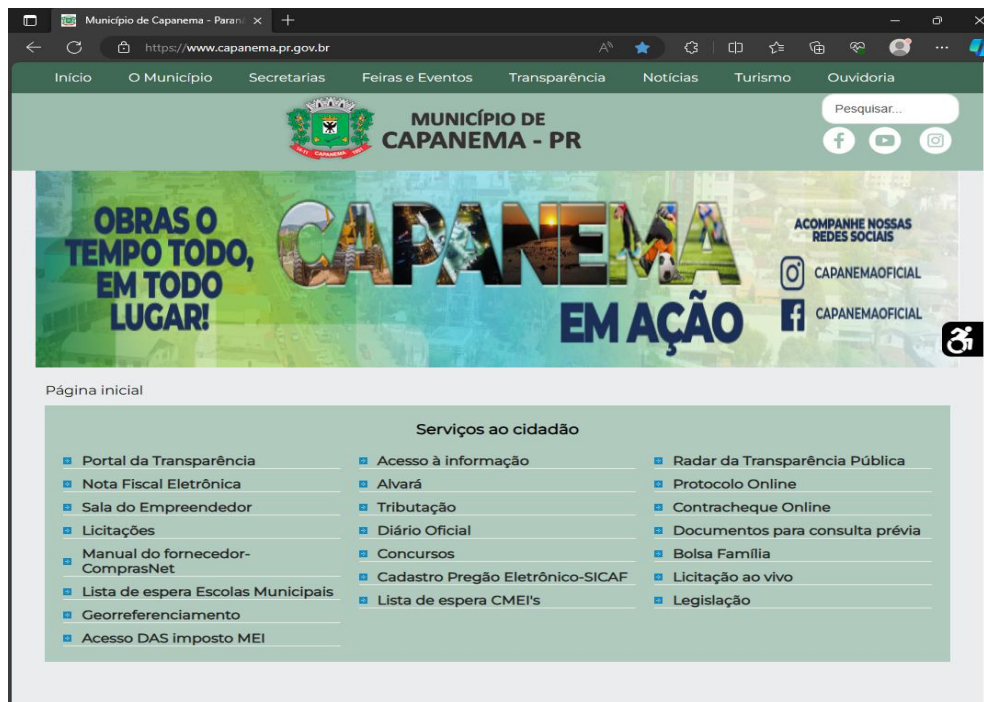 Município de Capanema - Paraná
https://www.capanema.pr.gov.br
Início O Município Secretarias Feiras e Eventos Transparência Notícias Turismo Ouvidoria
MUNICÍPIO DE
CAPANEMA - PR
Pesquisar...
CAPANEMA
OBRAS O
TEMPO TODO,
EM TODO
LUGAR!
CAPANEMA
EM AÇÃO
ACOMPANHE NOSSAS
REDES SOCIAIS
CAPANEMAOFICIAL
CAPANEMAOFICIAL
Página inicial
Serviços ao cidadão
Portal da Transparência
Nota Fiscal Eletrônica
Sala do Empreendedor
Licitações
Manual do fornecedor-
ComprasNet
Lista de espera Escolas Municipais
Georreferenciamento
Acesso DAS imposto MEI
Acesso à informação
Alvará
Tributação
Diário Oficial
Concursos
Cadastro Pregão Eletrônico-SICAF
Lista de espera CMEI's
Radar da Transparência Pública
Protocolo Online
Contracheque Online
Documentos para consulta prévia
Bolsa Família
Licitação ao vivo
Legislação